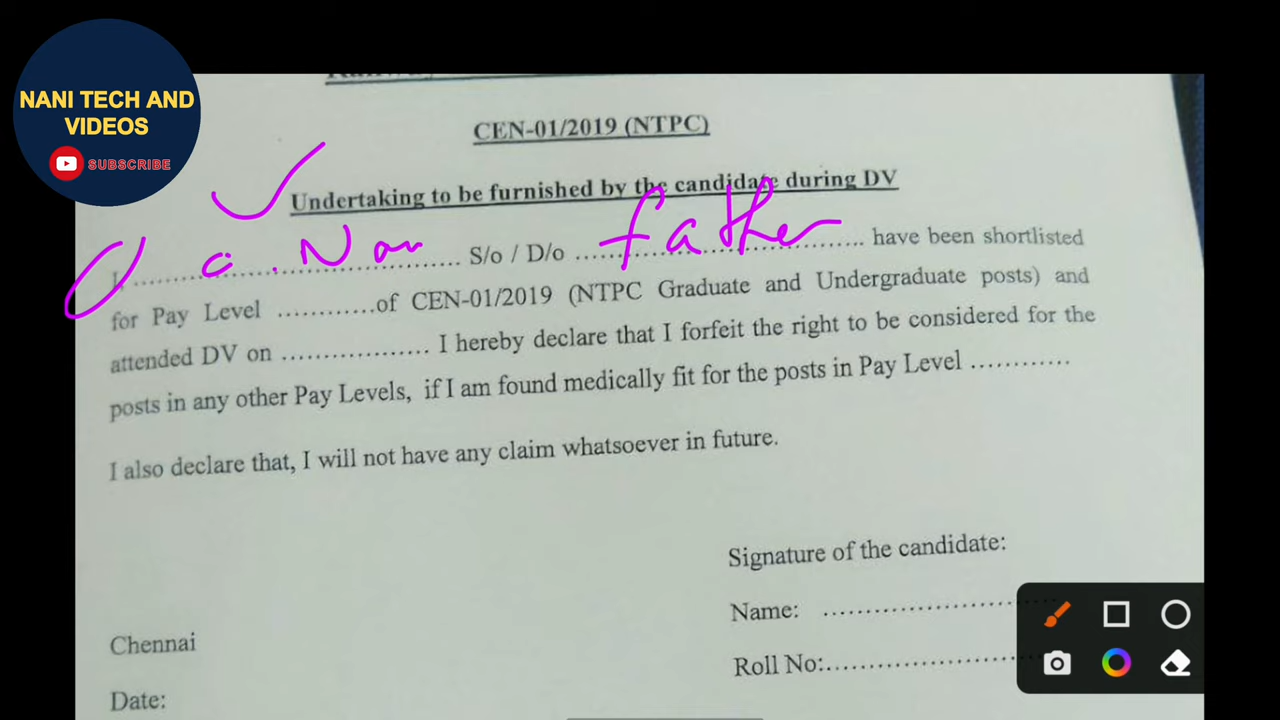 NANI TECH AND
VIDEOS
SUBSCRIBE
CEN-01/2019 (NTPC)
Undertaking to be furnished by the candidate during DV
I, ........................................ S/o / D/o father ........................................ have been shortlisted
for Pay Level ............of CEN-01/2019 (NTPC Graduate and Undergraduate posts) and
attended DV on .................. I hereby declare that I forfeit the right to be considered for the
posts in any other Pay Levels, if I am found medically fit for the posts in Pay Level ............
I also declare that, I will not have any claim whatsoever in future.
Signature of the candidate:
Name: ........................
Roll No:........................
Chennai
Date: